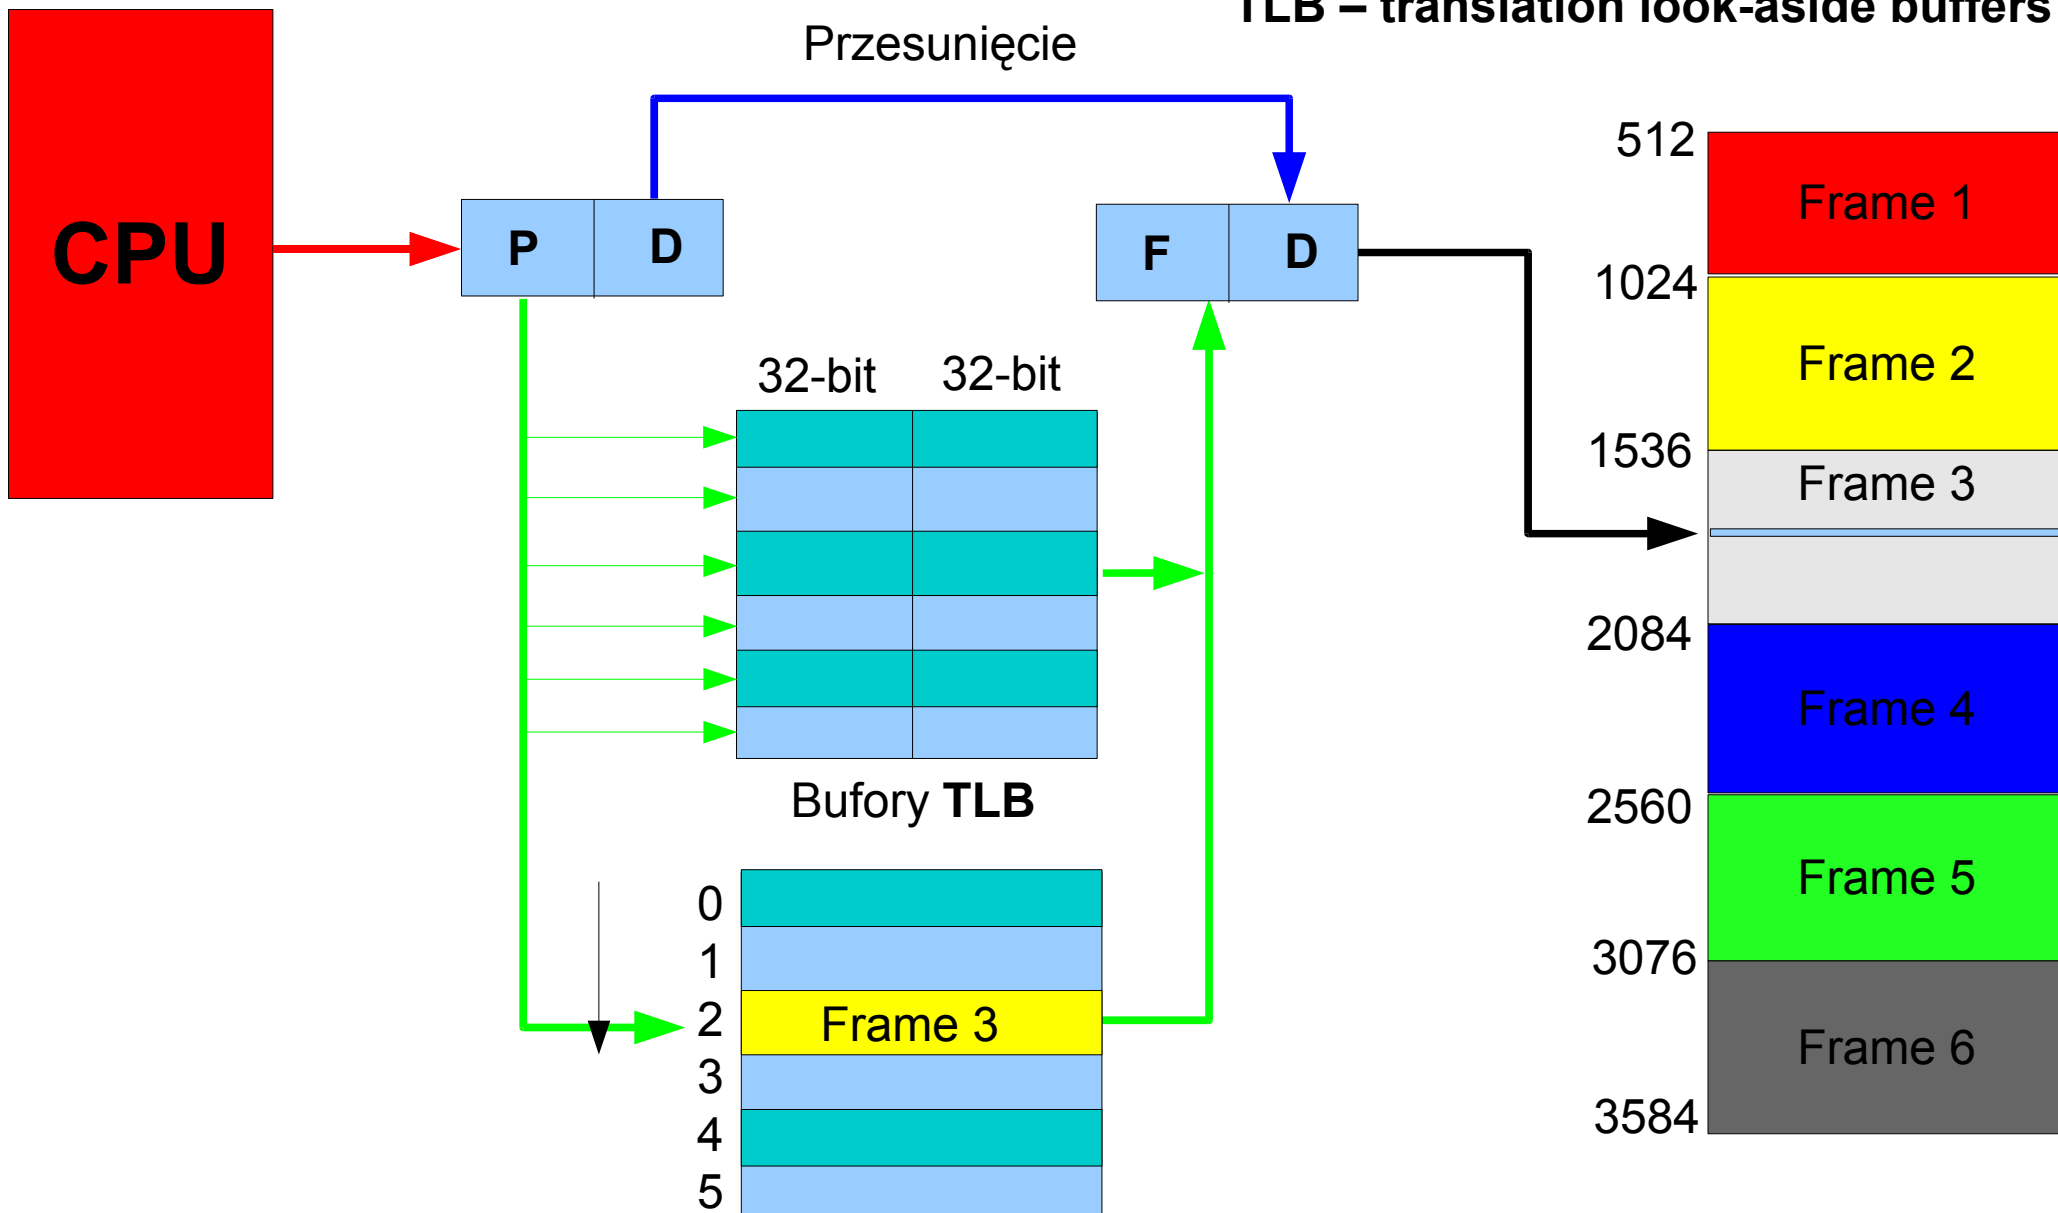 TLB – translation look-aside buffers
Przesunięcie
CPU
P D
F D
32-bit 32-bit
Bufory TLB
0
1
2 Frame 3
3
4
5
512
Frame 1
1024
Frame 2
1536
Frame 3
2084
Frame 4
2560
Frame 5
3076
Frame 6
3584